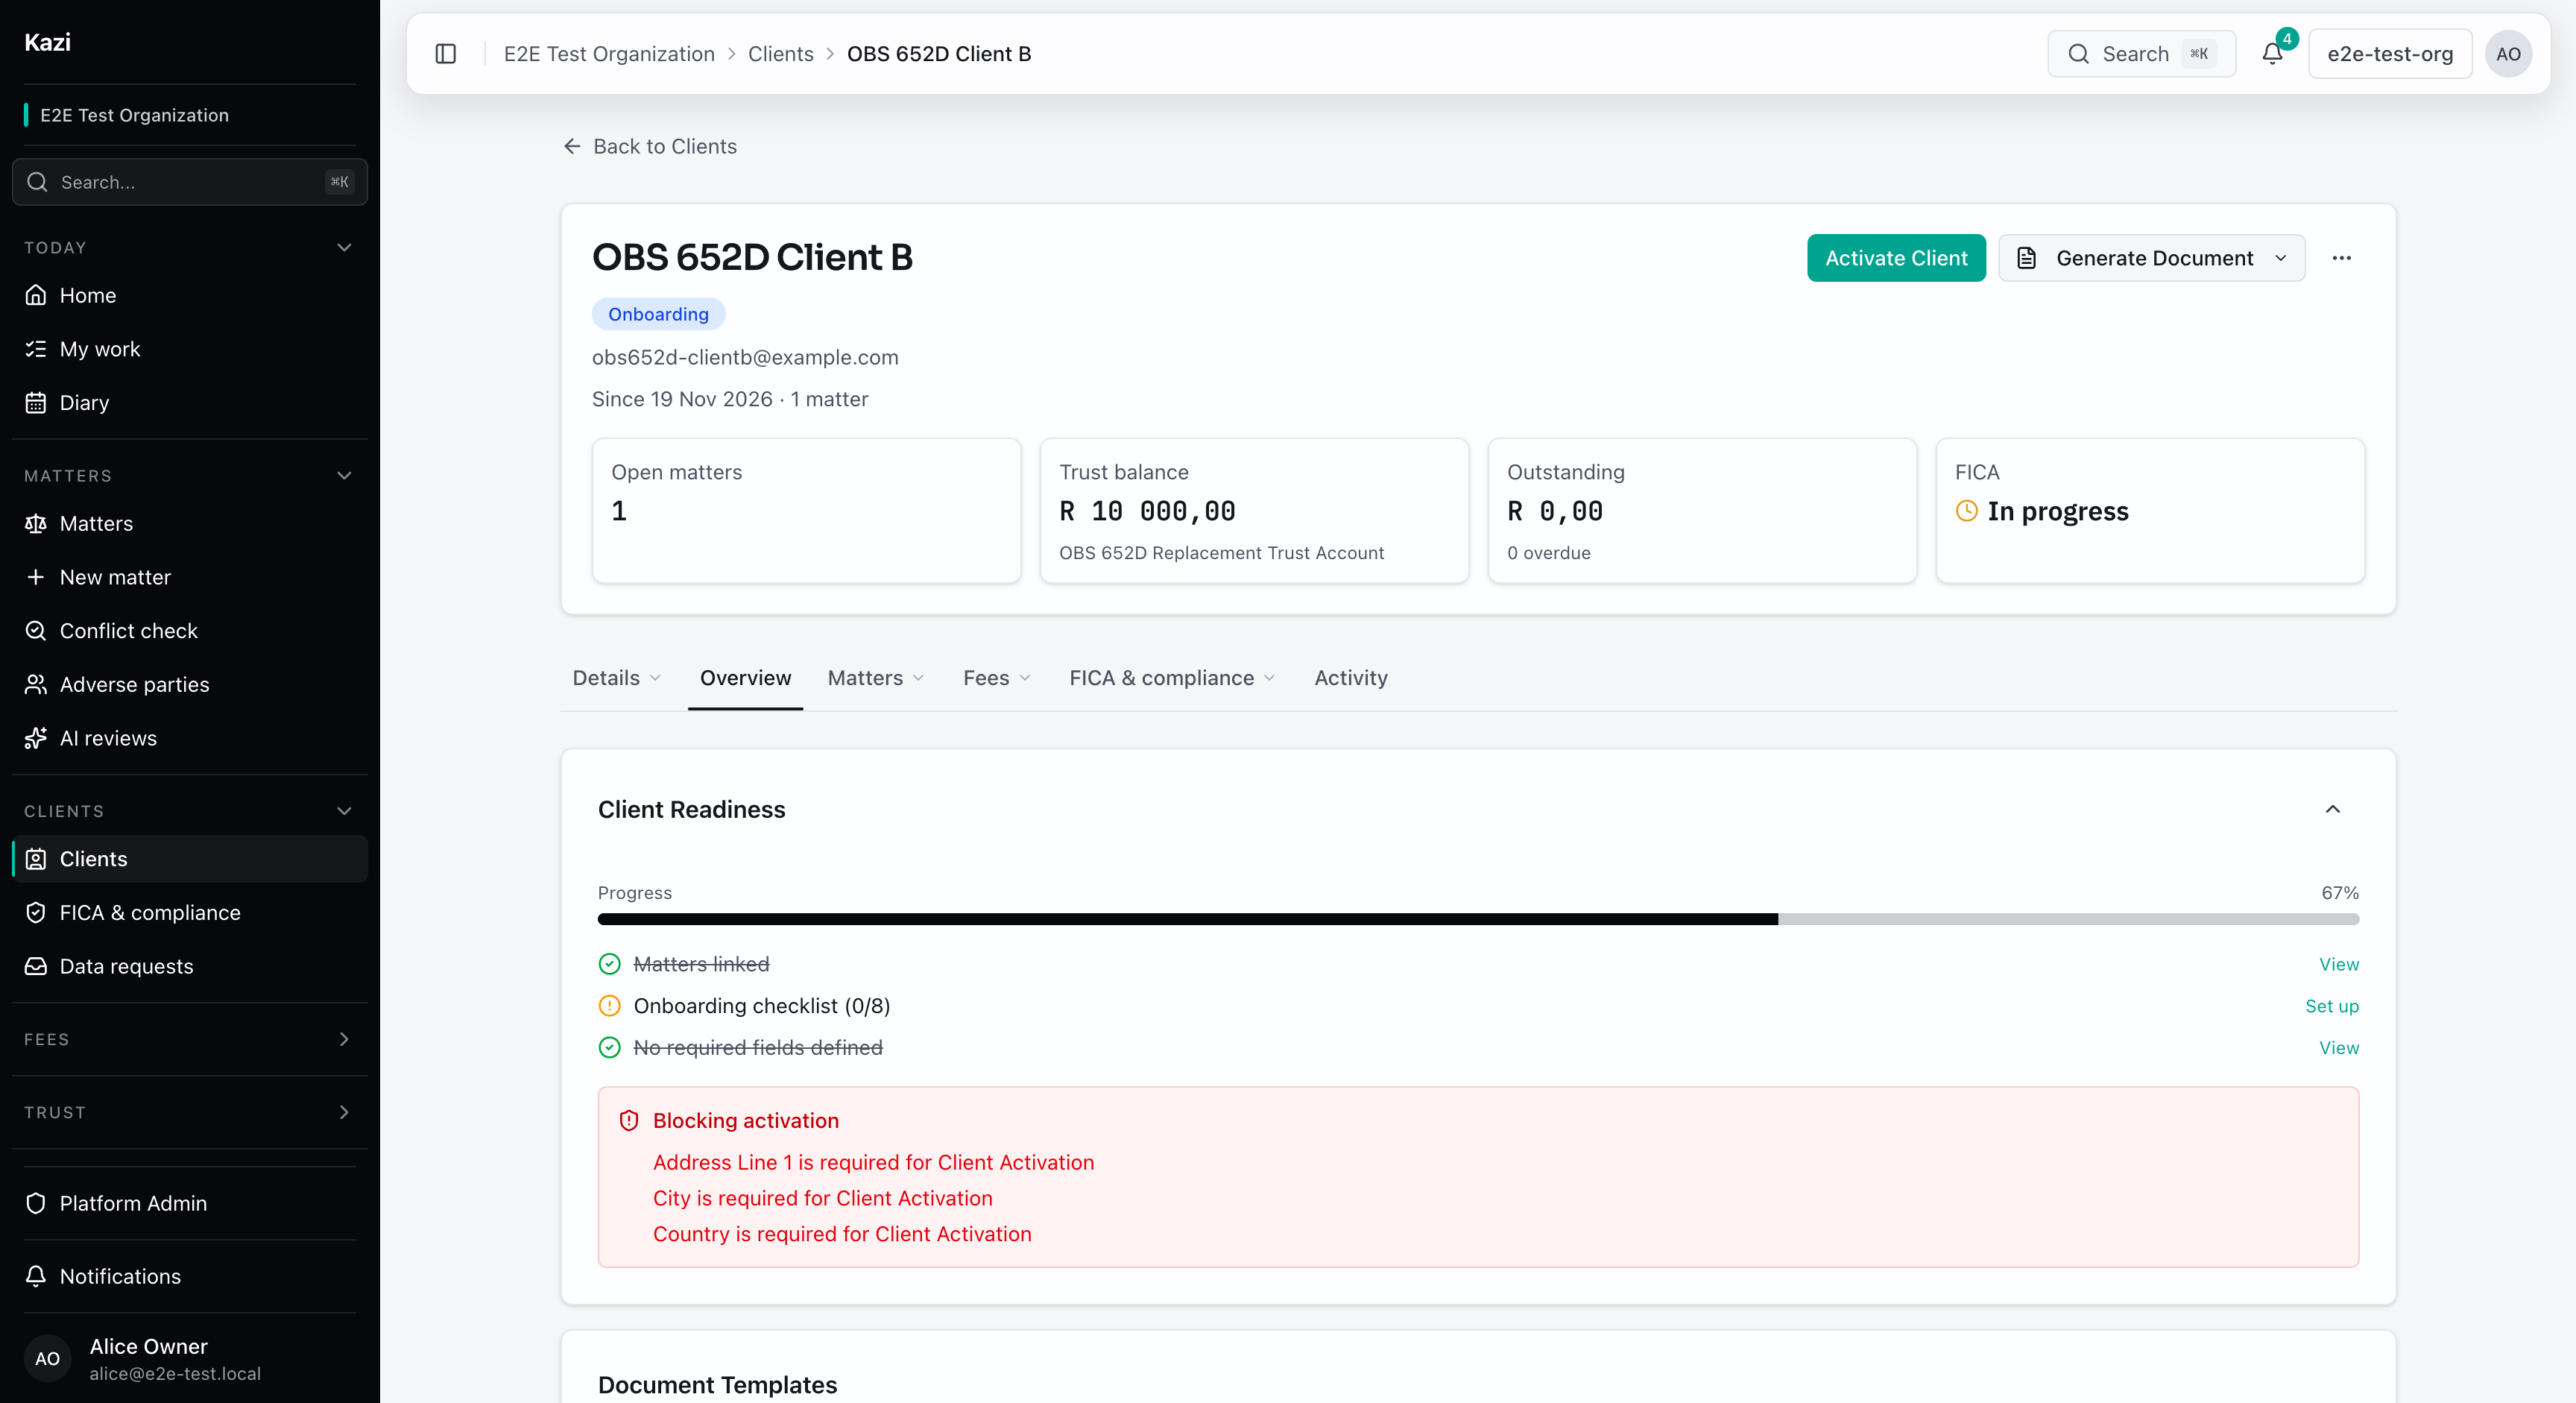 Kazi
E2E Test Organization
Search... ⌘K
TODAY
Home
My work
Diary
MATTERS
Matters
New matter
Conflict check
Adverse parties
AI reviews
CLIENTS
Clients
FICA & compliance
Data requests
FEES
TRUST
Platform Admin
Notifications
AO
Alice Owner
alice@e2e-test.local
E2E Test Organization > Clients > OBS 652D Client B
Search ⌘K
4
e2e-test-org
AO
Back to Clients
OBS 652D Client B
Activate Client
Generate Document
Onboarding
obs652d-clientb@example.com
Since 19 Nov 2026 · 1 matter
Open matters
1
Trust balance
R 10 000,00
OBS 652D Replacement Trust Account
Outstanding
R 0,00
0 overdue
FICA
In progress
Details
Overview
Matters
Fees
FICA & compliance
Activity
Client Readiness
Progress 67%
Matters linked View
Onboarding checklist (0/8) Set up
No required fields defined View
Blocking activation
Address Line 1 is required for Client Activation
City is required for Client Activation
Country is required for Client Activation
Document Templates